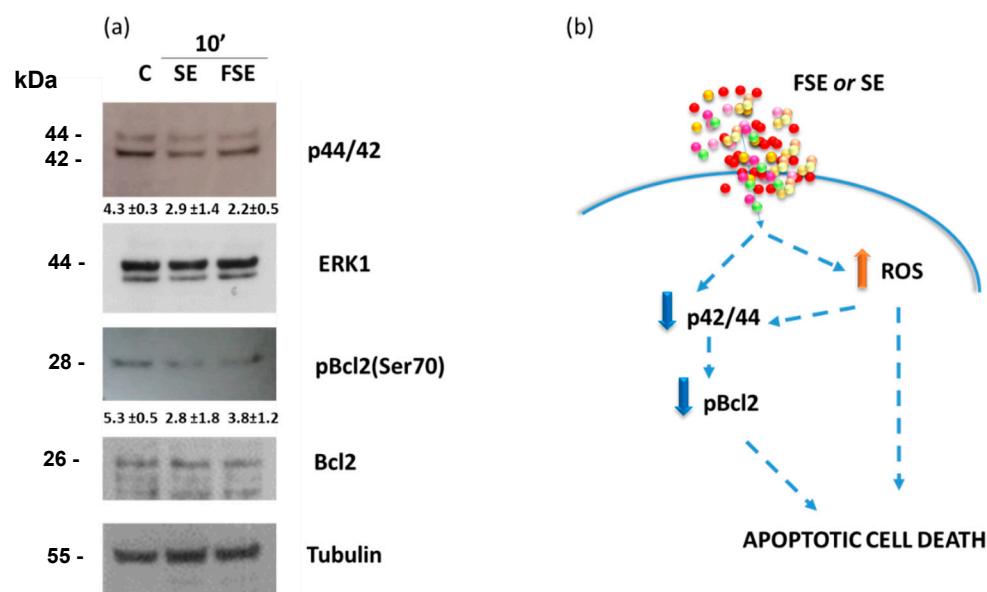 (a)
10'
kDa
C SE FSE
44 -
42 -
p44/42
4.3 ±0.3 2.9 ±1.4 2.2±0.5
44 -
ERK1
28 -
pBcl2(Ser70)
5.3 ±0.5 2.8 ±1.8 3.8±1.2
26 -
Bcl2
55 -
Tubulin
(b)
FSE or SE
ROS
p42/44
pBcl2
APOPTOTIC CELL DEATH